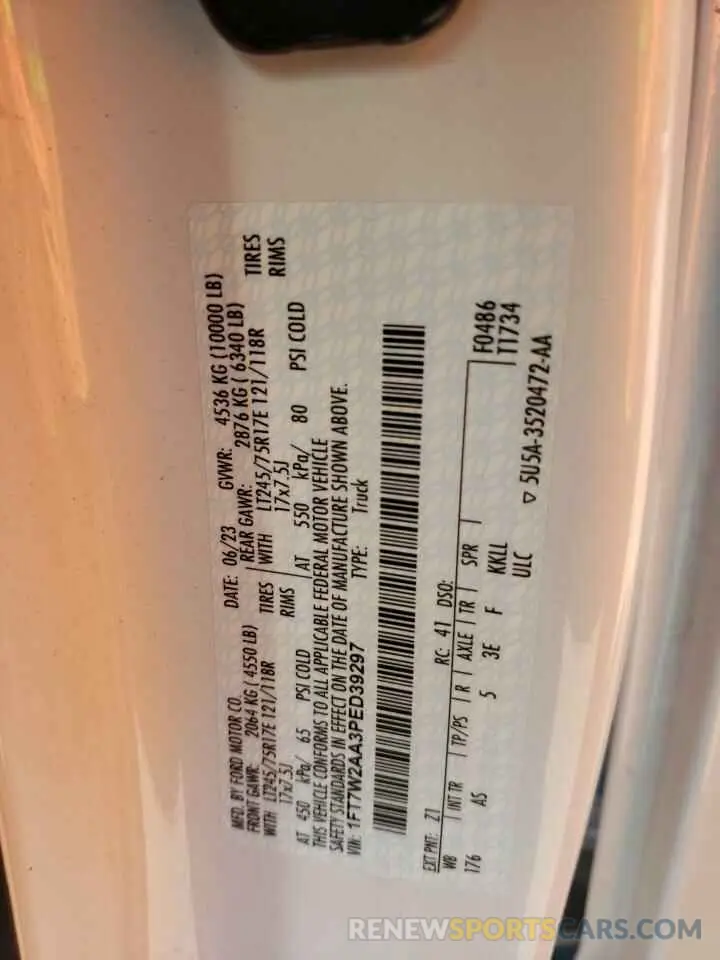 MFD. BY FORD MOTOR CO. DATE: 06/23 GVWR: 4536 KG (10000 LB)
FRONT GAWR: 2064 KG ( 4550 LB) REAR GAWR: 2876 KG ( 6340 LB)
WITH LT245/75R17E 121/118R TIRES WITH LT245/75R17E 121/118R TIRES
17x7.5J RIMS 17x7.5J RIMS
AT 450 kPa/ 65 PSI COLD AT 550 kPa/ 80 PSI COLD
THIS VEHICLE CONFORMS TO ALL APPLICABLE FEDERAL MOTOR VEHICLE
SAFETY STANDARDS IN EFFECT ON THE DATE OF MANUFACTURE SHOWN ABOVE.
VIN: 1FT7W2AA3PED39297 TYPE: Truck
F0486
T1734
EXT PNT: Z1 RC: 41 DSO:
WB INT TR TP/PS R AXLE TR SPR
176 AS 5 3E F KKLL
ULC ▽ 5U5A-3520472-AA
RENEWSPORTSCARS.COM